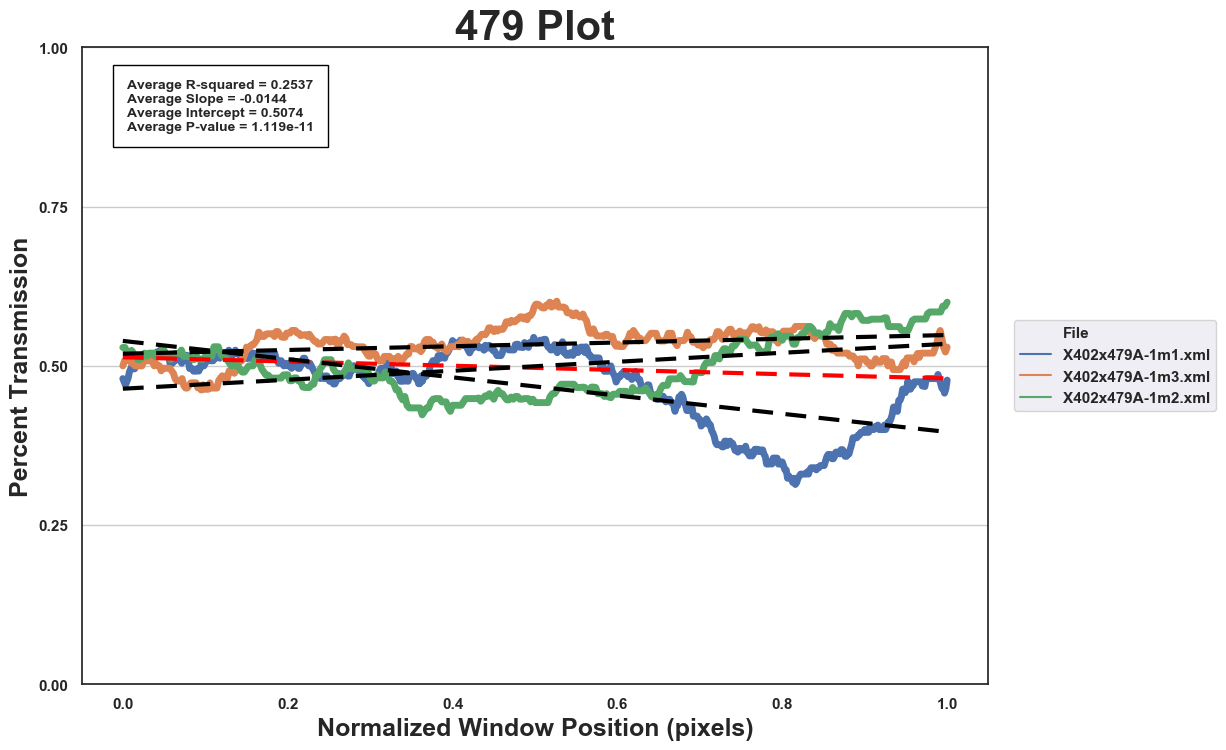 479 Plot
1.00
Average R-squared = 0.2537
Average Slope = -0.0144
Average Intercept = 0.5074
Average P-value = 1.119e-11
0.75
Percent Transmission
0.50
0.25
0.00
0.0 0.2 0.4 0.6 0.8 1.0
Normalized Window Position (pixels)
File
X402x479A-1m1.xml
X402x479A-1m3.xml
X402x479A-1m2.xml